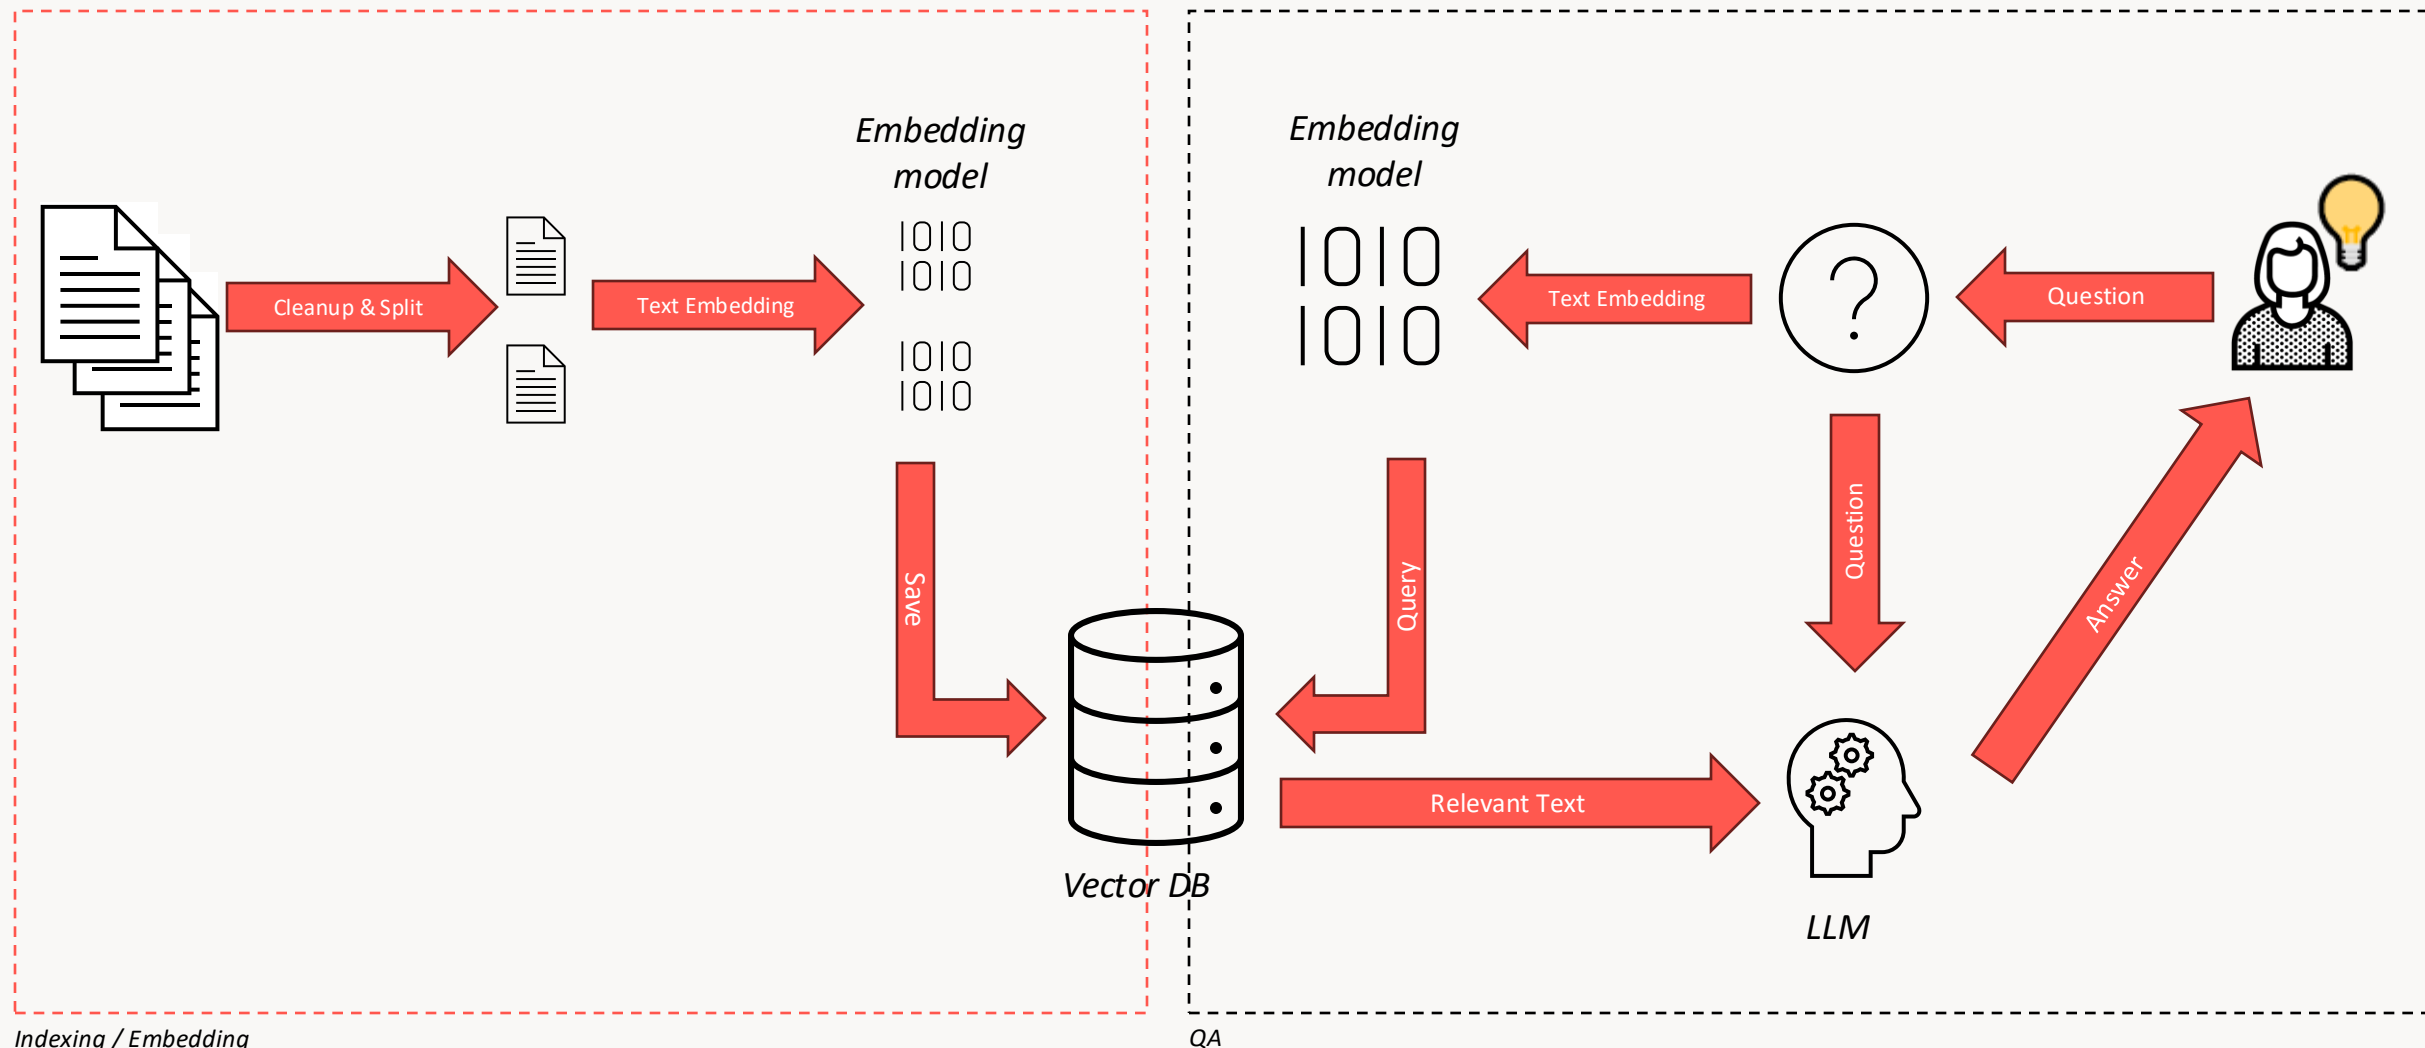 Embedding
model
Cleanup & Split
Text Embedding
Save
Vector DB
Indexing / Embedding
Embedding
model
Text Embedding
Question
Query
Question
Answer
Relevant Text
LLM
QA